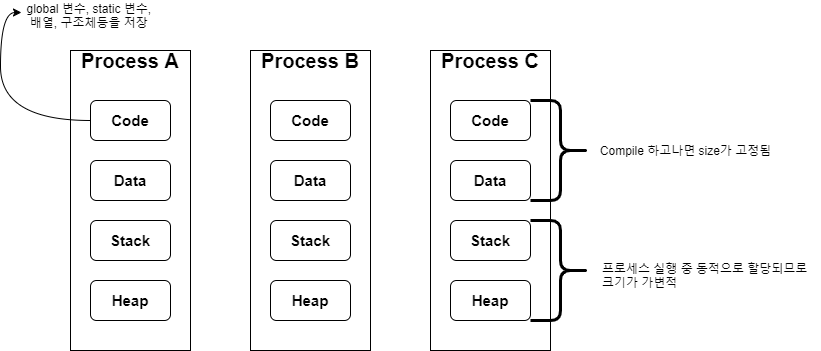 global 변수, static 변수,
배열, 구조체등을 저장
Process A
Process B
Process C
Code
Code
Code
Compile 하고나면 size가 고정됨
Data
Data
Data
Stack
Stack
Stack
프로세스 실행 중 동적으로 할당되므로
크기가 가변적
Heap
Heap
Heap